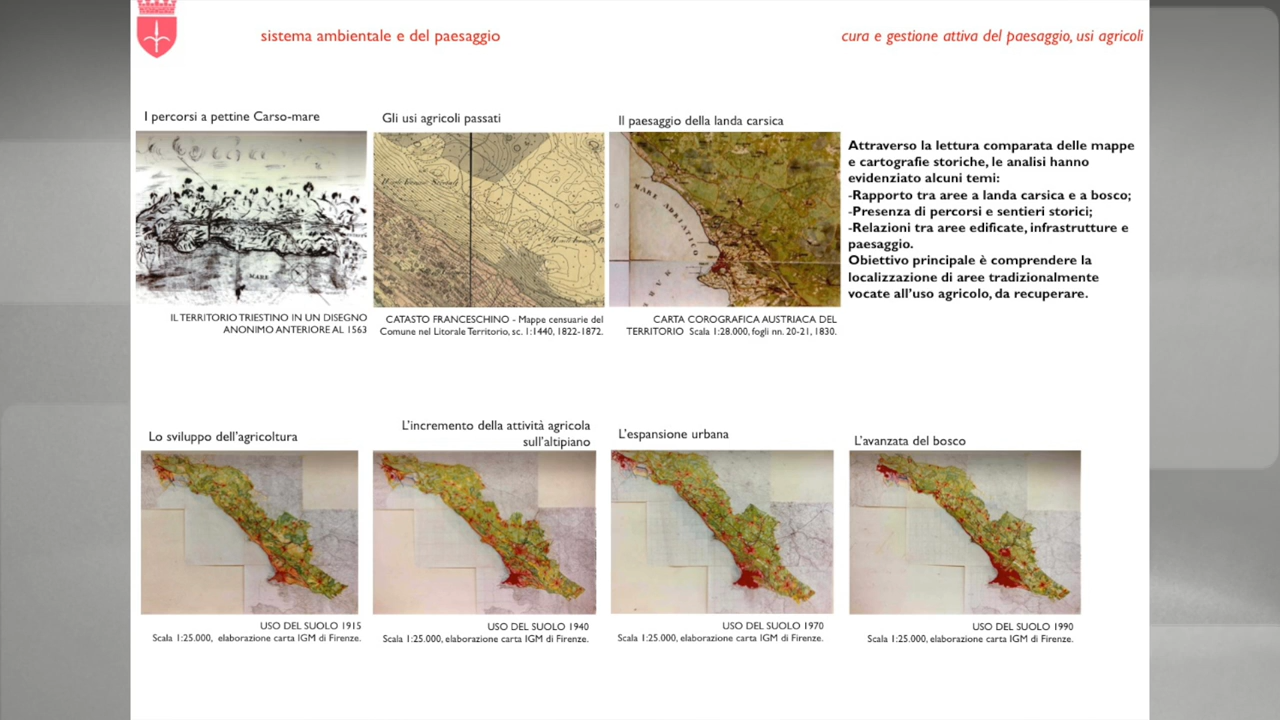 sistema ambientale e del paesaggio
cura e gestione attiva del paesaggio, usi agricoli
I percorsi a pettine Carso-mare
Gli usi agricoli passati
Il paesaggio della landa carsica
MARE
MARE ADRIATICO
IL TERRITORIO TRIESTINO IN UN DISEGNO
ANONIMO ANTERIORE AL 1563
CATASTO FRANCESCHINO - Mappe censuarie del
Comune nel Litorale Territorio, sc. 1:1440, 1822-1872.
CARTA COROGRAFICA AUSTRIACA DEL
TERRITORIO Scala 1:28.000, fogli nn. 20-21, 1830.
Attraverso la lettura comparata delle mappe
e cartografie storiche, le analisi hanno
evidenziato alcuni temi:
-Rapporto tra aree a landa carsica e a bosco;
-Presenza di percorsi e sentieri storici;
-Relazioni tra aree edificate, infrastrutture e
paesaggio.
Obiettivo principale è comprendere la
localizzazione di aree tradizionalmente
vocate all'uso agricolo, da recuperare.
Lo sviluppo dell'agricoltura
L'incremento della attività agricola
sull'altipiano
L'espansione urbana
L'avanzata del bosco
USO DEL SUOLO 1915
Scala 1:25.000, elaborazione carta IGM di Firenze.
USO DEL SUOLO 1940
Scala 1:25.000, elaborazione carta IGM di Firenze.
USO DEL SUOLO 1970
Scala 1:25.000, elaborazione carta IGM di Firenze.
USO DEL SUOLO 1990
Scala 1:25.000, elaborazione carta IGM di Firenze.